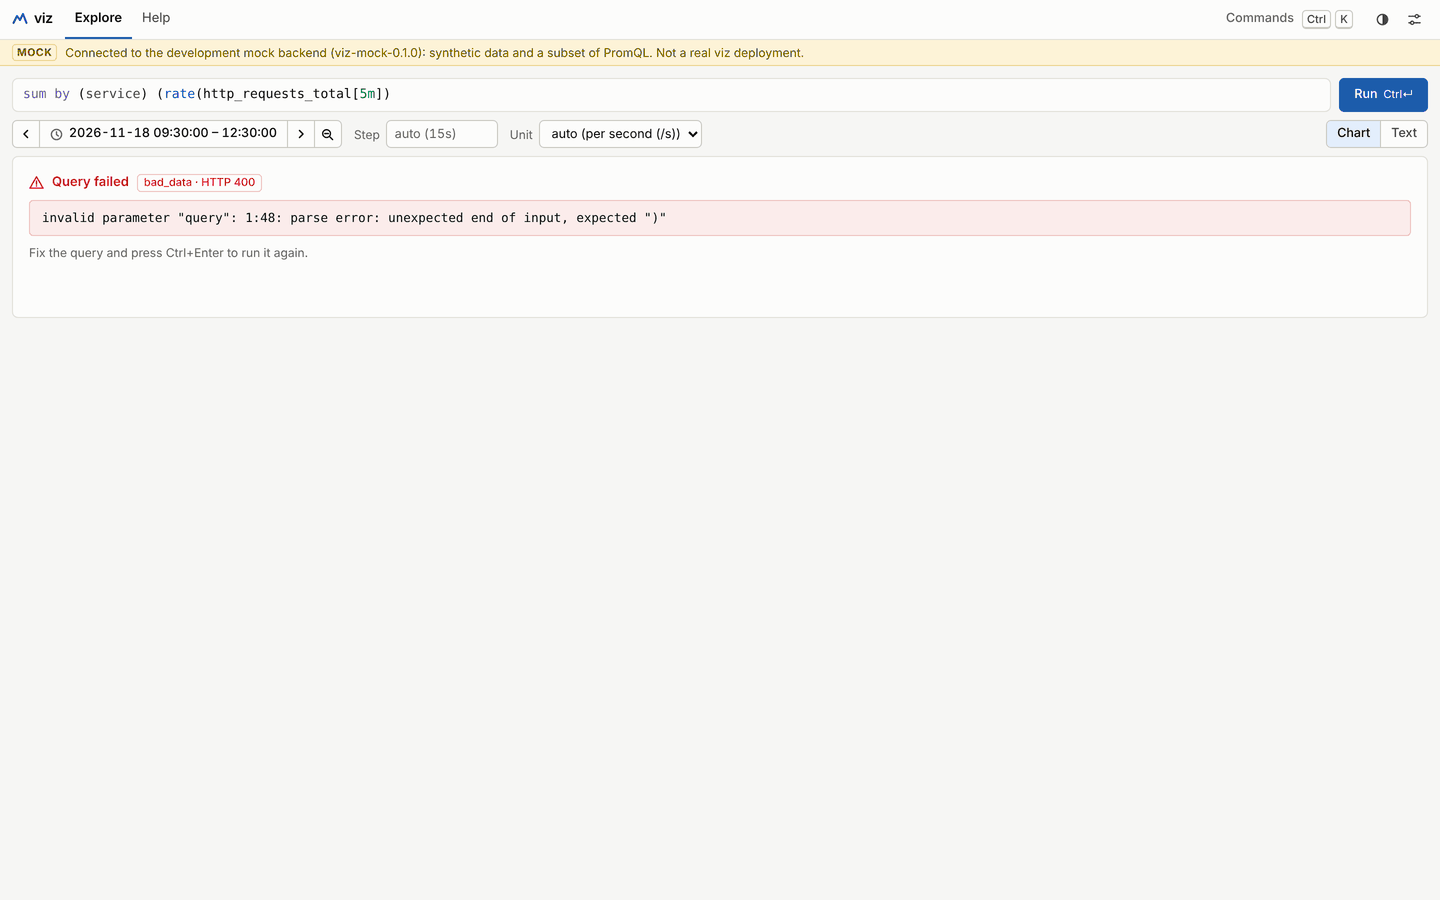 viz Explore Help Commands Ctrl K
MOCK Connected to the development mock backend (viz-mock-0.1.0): synthetic data and a subset of PromQL. Not a real viz deployment.
sum by (service) (rate(http_requests_total[5m]) Run Ctrl↵
2026-11-18 09:30:00 – 12:30:00 Step auto (15s) Unit auto (per second (/s)) Chart Text
Query failed bad_data · HTTP 400
invalid parameter "query": 1:48: parse error: unexpected end of input, expected ")"
Fix the query and press Ctrl+Enter to run it again.